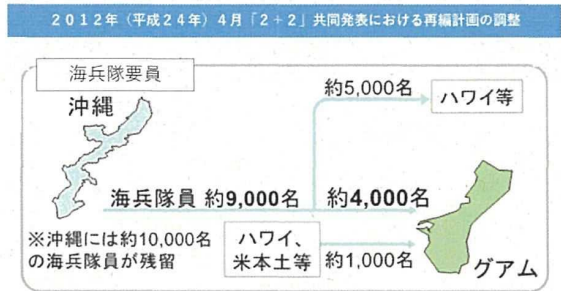 2012年（平成24年）4月「2+2」共同発表における再編計画の調整
海兵隊要員
沖縄
約5,000名
ハワイ等
海兵隊員 約9,000名
約4,000名
※沖縄には約10,000名
の海兵隊員が残留
ハワイ、
米本土等
約1,000名
グアム